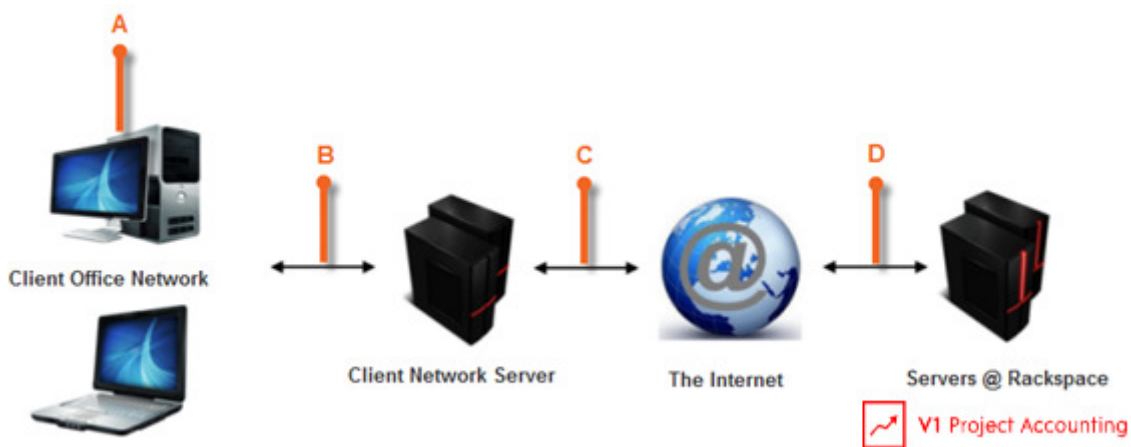 A
B
C
D
Client Office Network
@
Client Network Server
The Internet
Servers @ Rackspace
V1 Project Accounting